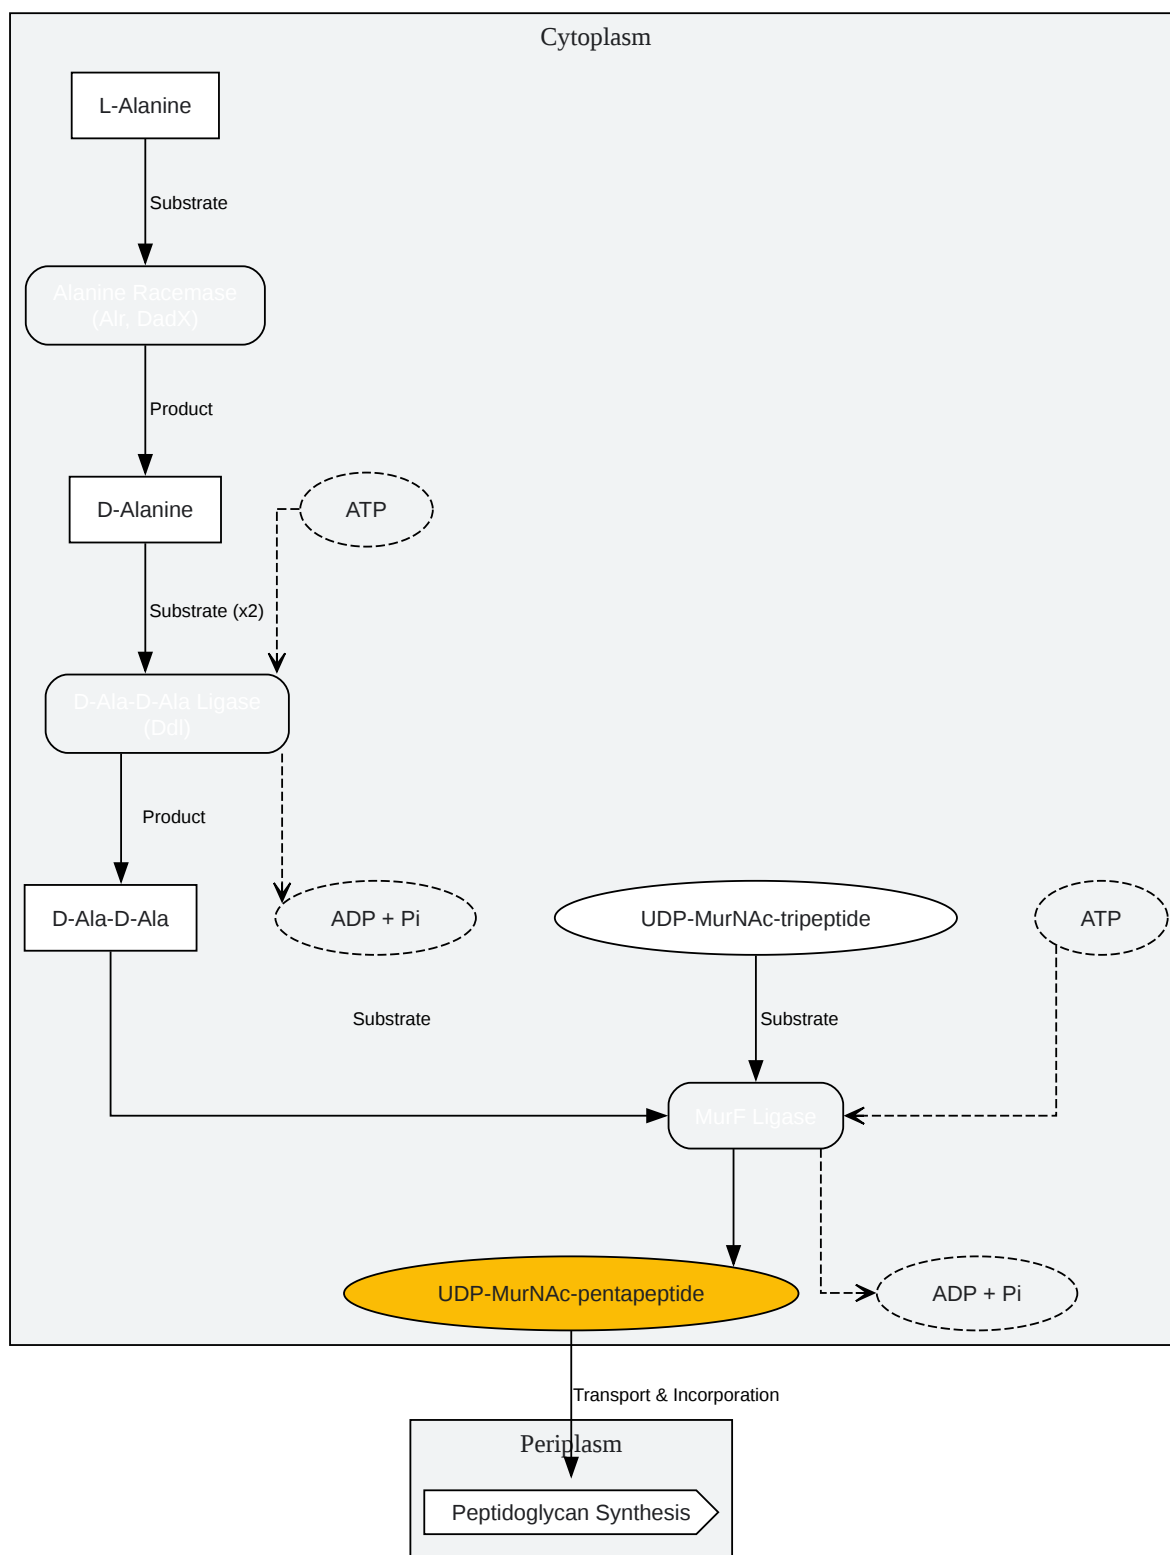 Cytoplasm
L-Alanine
Substrate
Alanine Racemase
(Alr, DadX)
Product
D-Alanine
ATP
Substrate (x2)
D-Ala-D-Ala Ligase
(Ddl)
Product
D-Ala-D-Ala
ADP + Pi
UDP-MurNAc-tripeptide
ATP
Substrate
Substrate
MurF Ligase
UDP-MurNAc-pentapeptide
ADP + Pi
Transport & Incorporation
Periplasm
Peptidoglycan Synthesis